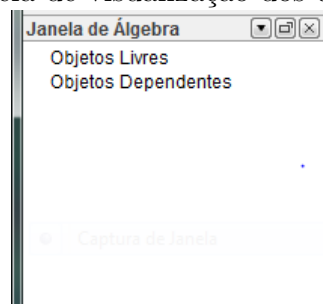 Janela de Álgebra
Objetos Livres
Objetos Dependentes
Captura de Janela